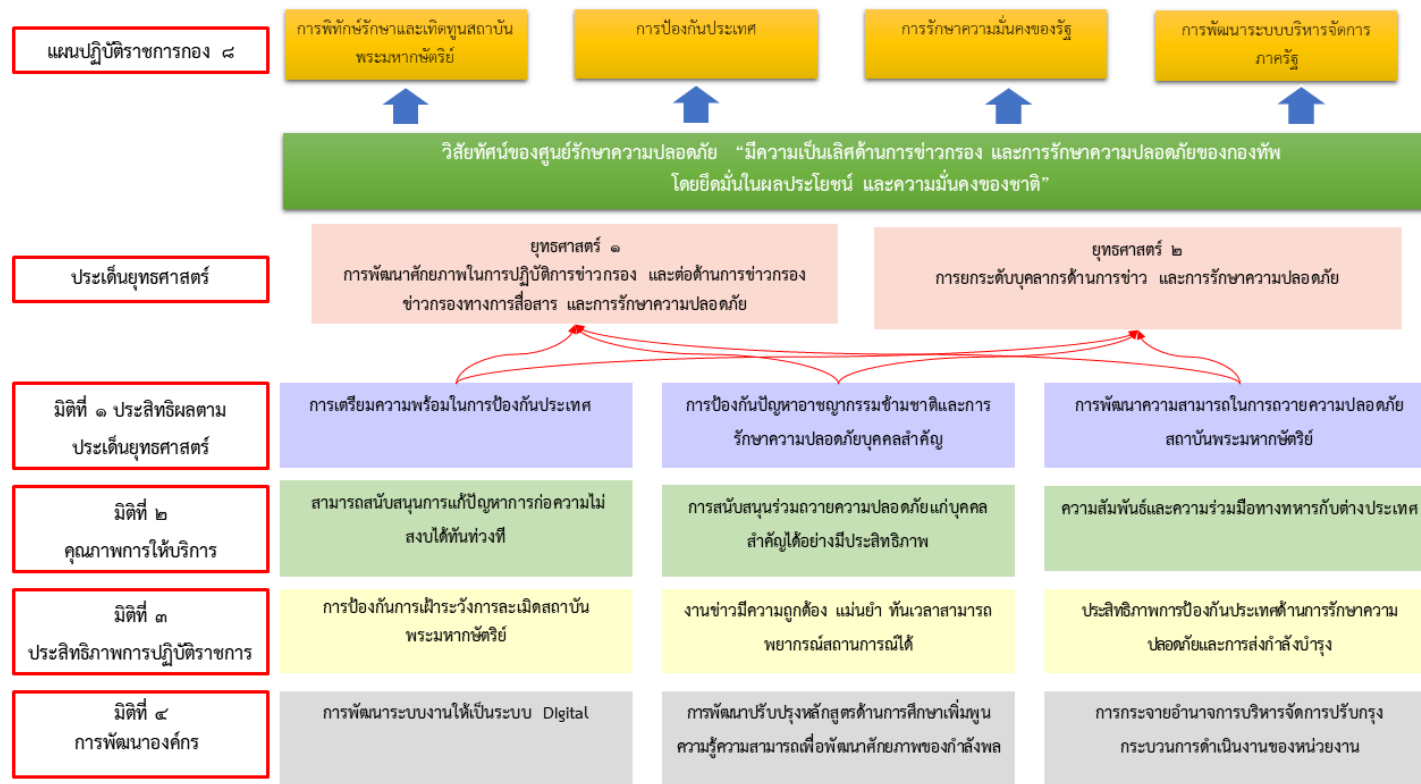 แผนปฏิบัติราชการกอง ๘
การพิทักษ์รักษาและเทิดทูนสถาบัน
พระมหากษัตริย์
การป้องกันประเทศ
การรักษาความมั่นคงของรัฐ
การพัฒนาระบบบริหารจัดการ
ภาครัฐ
วิสัยทัศน์ของศูนย์รักษาความปลอดภัย “มีความเป็นเลิศด้านการข่าวกรอง และการรักษาความปลอดภัยของกองทัพ
โดยยึดมั่นในผลประโยชน์ และความมั่นคงของชาติ”
ประเด็นยุทธศาสตร์
ยุทธศาสตร์ ๑
การพัฒนาศักยภาพในการปฏิบัติการข่าวกรอง และต่อต้านการข่าวกรอง
ข่าวกรองทางการสื่อสาร และการรักษาความปลอดภัย
ยุทธศาสตร์ ๒
การยกระดับบุคลากรด้านการข่าว และการรักษาความปลอดภัย
มิติที่ ๑ ประสิทธิผลตาม
ประเด็นยุทธศาสตร์
การเตรียมความพร้อมในการป้องกันประเทศ
การป้องกันปัญหาอาชญากรรมข้ามชาติและการ
รักษาความปลอดภัยบุคคลสำคัญ
การพัฒนาความสามารถในการถวายความปลอดภัย
สถาบันพระมหากษัตริย์
มิติที่ ๒
คุณภาพการให้บริการ
สามารถสนับสนุนการแก้ปัญหาการก่อความไม่
สงบได้ทันท่วงที
การสนับสนุนร่วมถวายความปลอดภัยแก่บุคคล
สำคัญได้อย่างมีประสิทธิภาพ
ความสัมพันธ์และความร่วมมือทางทหารกับต่างประเทศ
มิติที่ ๓
ประสิทธิภาพการปฏิบัติราชการ
การป้องกันการเฝ้าระวังการละเมิดสถาบัน
พระมหากษัตริย์
งานข่าวมีความถูกต้อง แม่นยำ ทันเวลาสามารถ
พยากรณ์สถานการณ์ได้
ประสิทธิภาพการป้องกันประเทศด้านการรักษาความ
ปลอดภัยและการส่งกำลังบำรุง
มิติที่ ๔
การพัฒนาองค์กร
การพัฒนาระบบงานให้เป็นระบบ Digital
การพัฒนาปรับปรุงหลักสูตรด้านการศึกษาเพิ่มพูน
ความรู้ความสามารถเพื่อพัฒนาศักยภาพของกำลังพล
การกระจายอำนาจการบริหารจัดการปรับกรุง
กระบวนการดำเนินงานของหน่วยงาน